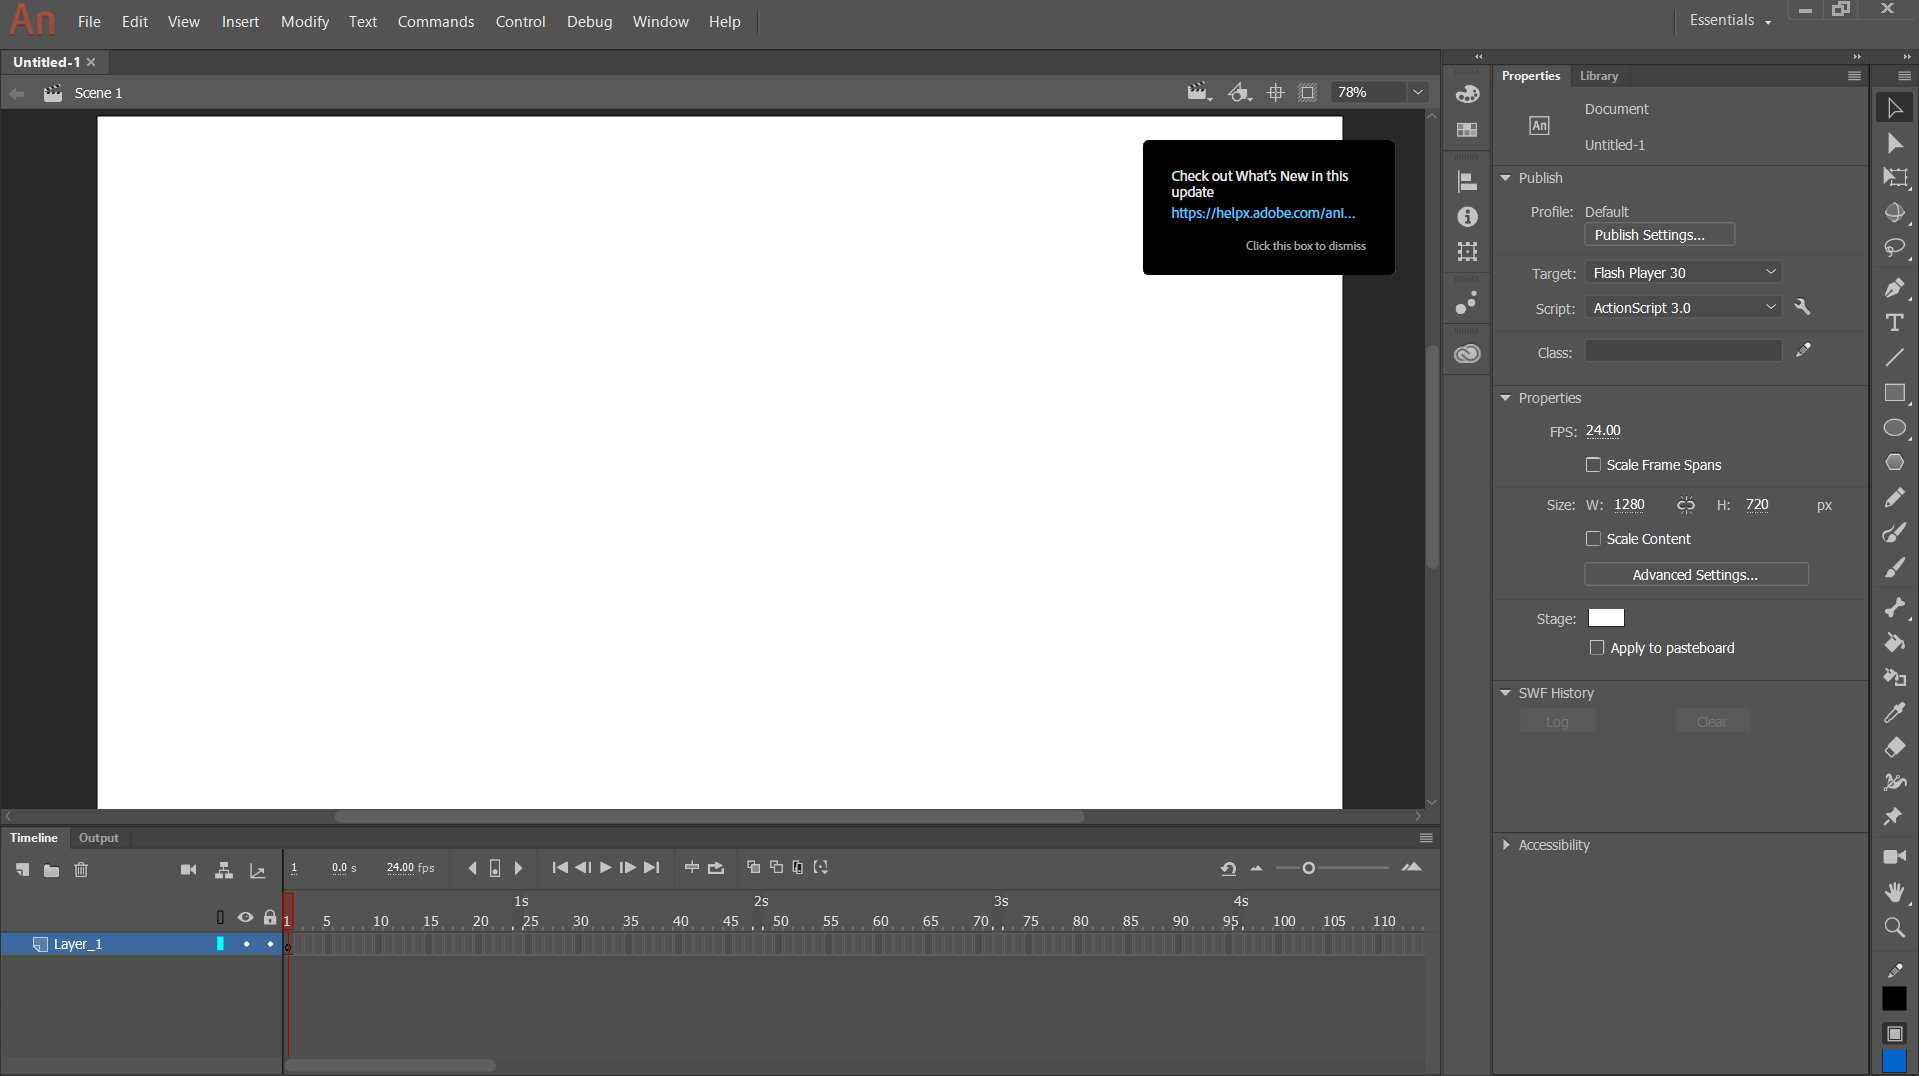 An File Edit View Insert Modify Text Commands Control Debug Window Help Essentials
Untitled-1
Scene 1 78%
Check out What's New in this
update
https://helpx.adobe.com/ani...
Click this box to dismiss
Properties Library
An Document
Untitled-1
Publish
Profile: Default
Publish Settings...
Target: Flash Player 30
Script: ActionScript 3.0
Class:
Properties
FPS: 24.00
Scale Frame Spans
Size: W: 1280 H: 720 px
Scale Content
Advanced Settings...
Stage:
Apply to pasteboard
SWF History
Log Clear
Accessibility
Timeline Output
1 0.0 s 24.00 fps
1s 2s 3s 4s
1 5 10 15 20 25 30 35 40 45 50 55 60 65 70 75 80 85 90 95 100 105 110
Layer_1